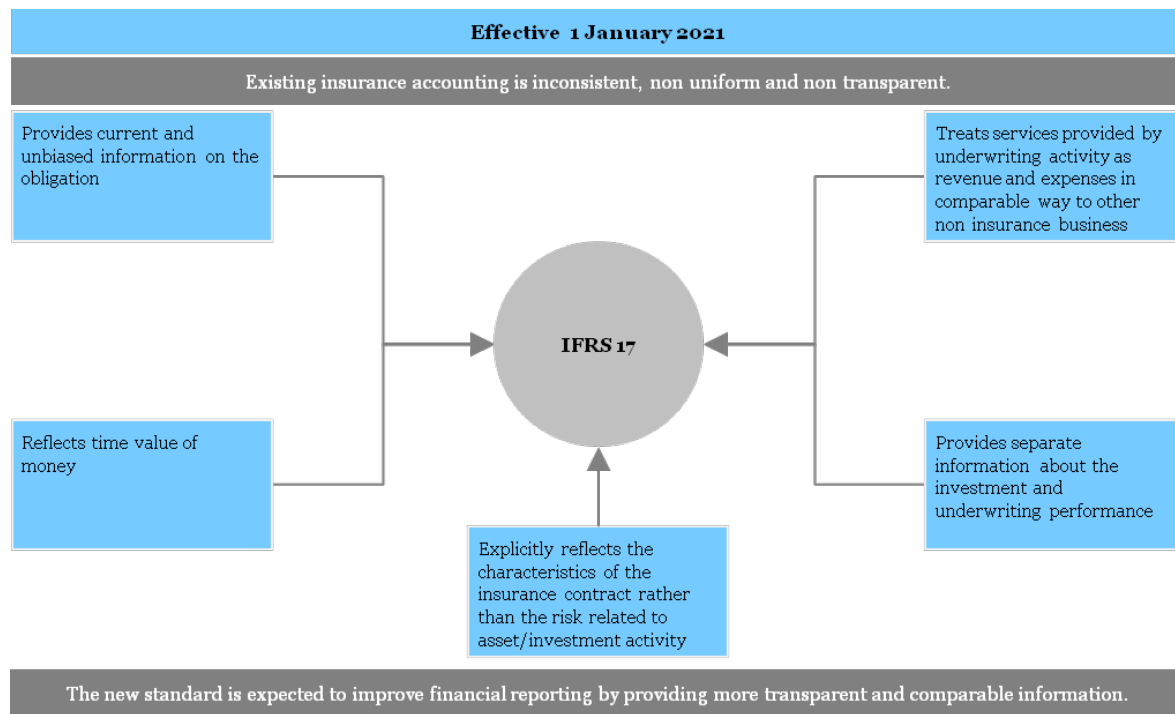 Effective 1 January 2021
Existing insurance accounting is inconsistent, non uniform and non transparent.
Provides current and
unbiased information on the
obligation
Treats services provided by
underwriting activity as
revenue and expenses in
comparable way to other
non insurance business
IFRS 17
Reflects time value of
money
Provides separate
information about the
investment and
underwriting performance
Explicitly reflects the
characteristics of the
insurance contract rather
than the risk related to
asset/investment activity
The new standard is expected to improve financial reporting by providing more transparent and comparable information.